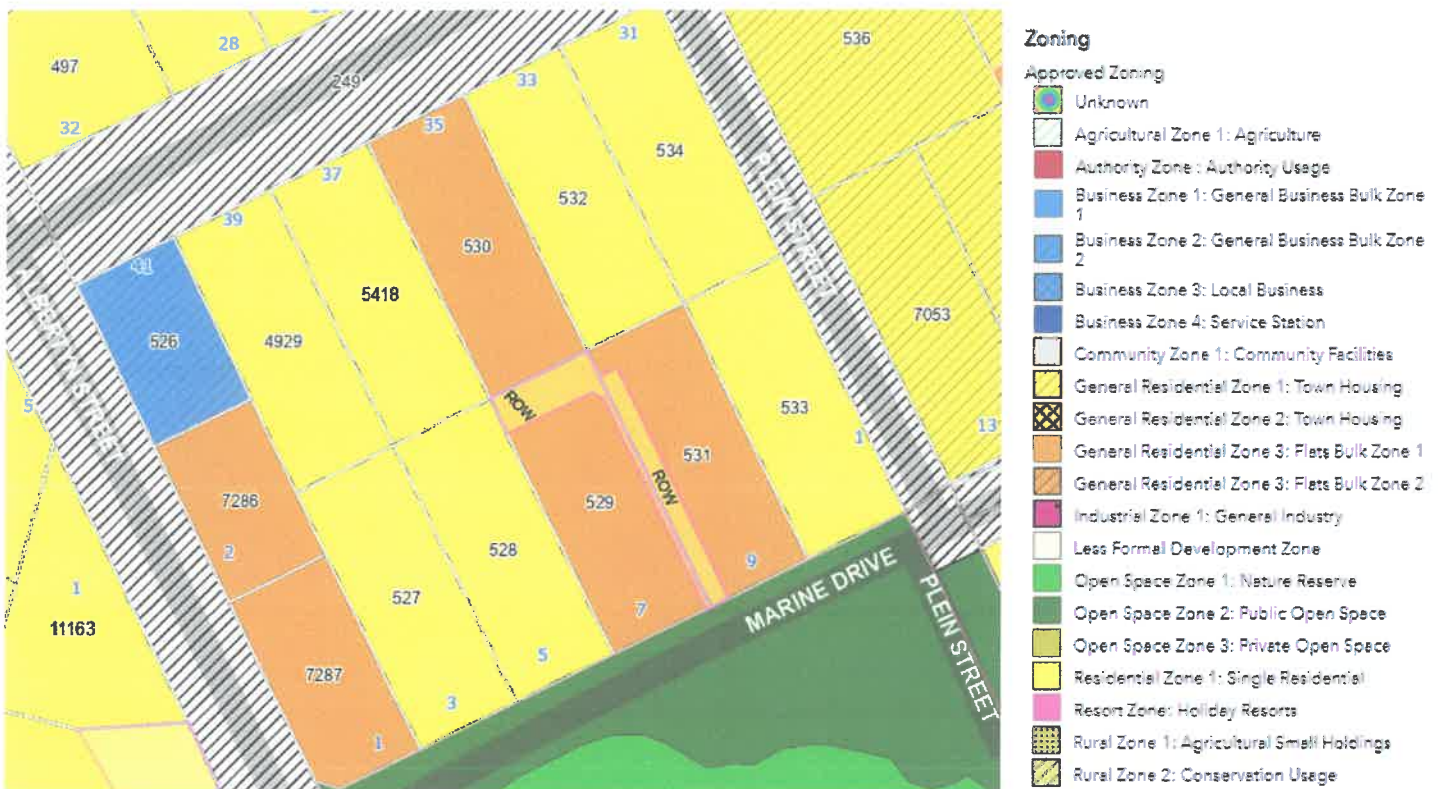 28
31
536
497
249
33
32
35
534
37
532
39
530
PLEIN STREET
41
5418
7053
526
4929
5
ROW
533
13
1
531
ROW
529
7286
528
2
9
527
MARINE DRIVE
1
7
11163
PLEIN STREET
5
7287
3
1
Zoning
Approved Zoning
Unknown
Agricultural Zone 1: Agriculture
Authority Zone : Authority Usage
Business Zone 1: General Business Bulk Zone
1
Business Zone 2: General Business Bulk Zone
2
Business Zone 3: Local Business
Business Zone 4: Service Station
Community Zone 1: Community Facilities
General Residential Zone 1: Town Housing
General Residential Zone 2: Town Housing
General Residential Zone 3: Flats Bulk Zone 1
General Residential Zone 3: Flats Bulk Zone 2
Industrial Zone 1: General Industry
Less Formal Development Zone
Open Space Zone 1: Nature Reserve
Open Space Zone 2: Public Open Space
Open Space Zone 3: Private Open Space
Residential Zone 1: Single Residential
Resort Zone: Holiday Resorts
Rural Zone 1: Agricultural Small Holdings
Rural Zone 2: Conservation Usage